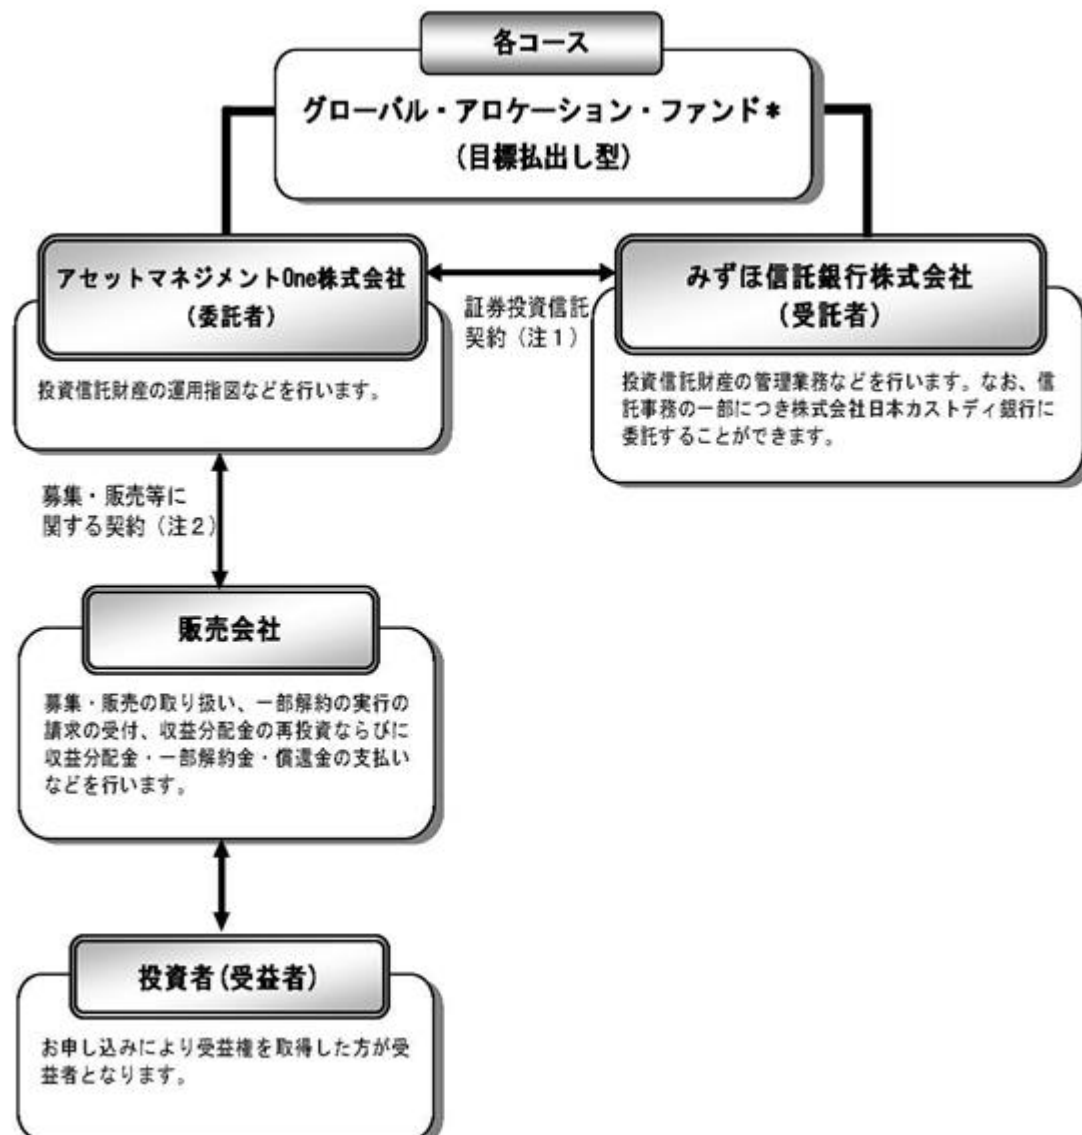 各コース
グローバル・アロケーション・ファンド*
(目標払出し型)
アセットマネジメントOne株式会社
(委託者)
投資信託財産の運用指図などを行います。
証券投資信託
契約(注1)
みずほ信託銀行株式会社
(受託者)
投資信託財産の管理業務などを行います。なお、信
託事務の一部につき株式会社日本カストディ銀行に
委託することができます。
募集・販売等に
関する契約(注2)
販売会社
募集・販売の取り扱い、一部解約の実行の
請求の受付、収益分配金の再投資ならびに
収益分配金・一部解約金・償還金の支払い
などを行います。
投資者(受益者)
お申し込みにより受益権を取得した方が受
益者となります。